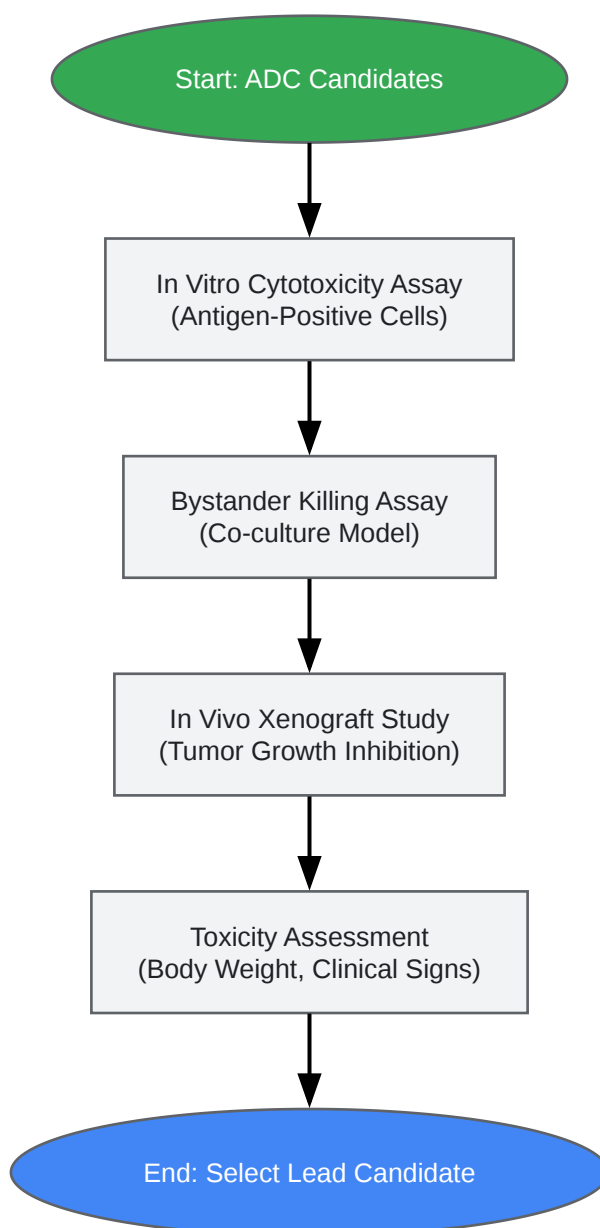 Start: ADC Candidates
In Vitro Cytotoxicity Assay
(Antigen-Positive Cells)
Bystander Killing Assay
(Co-culture Model)
In Vivo Xenograft Study
(Tumor Growth Inhibition)
Toxicity Assessment
(Body Weight, Clinical Signs)
End: Select Lead Candidate